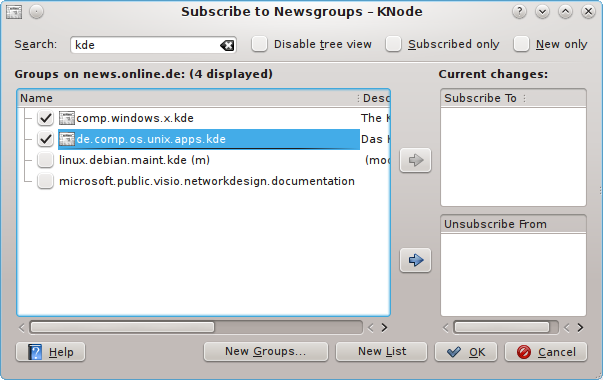 Subscribe to Newsgroups – KNode
Search: kde Disable tree view Subscribed only New only
Groups on news.online.de: (4 displayed)
Name Desc
comp.windows.x.kde The K
de.comp.os.unix.apps.kde Das K
linux.debian.maint.kde (m) (mod
microsoft.public.visio.networkdesign.documentation
Current changes:
Subscribe To
Unsubscribe From
Help New Groups... New List OK Cancel